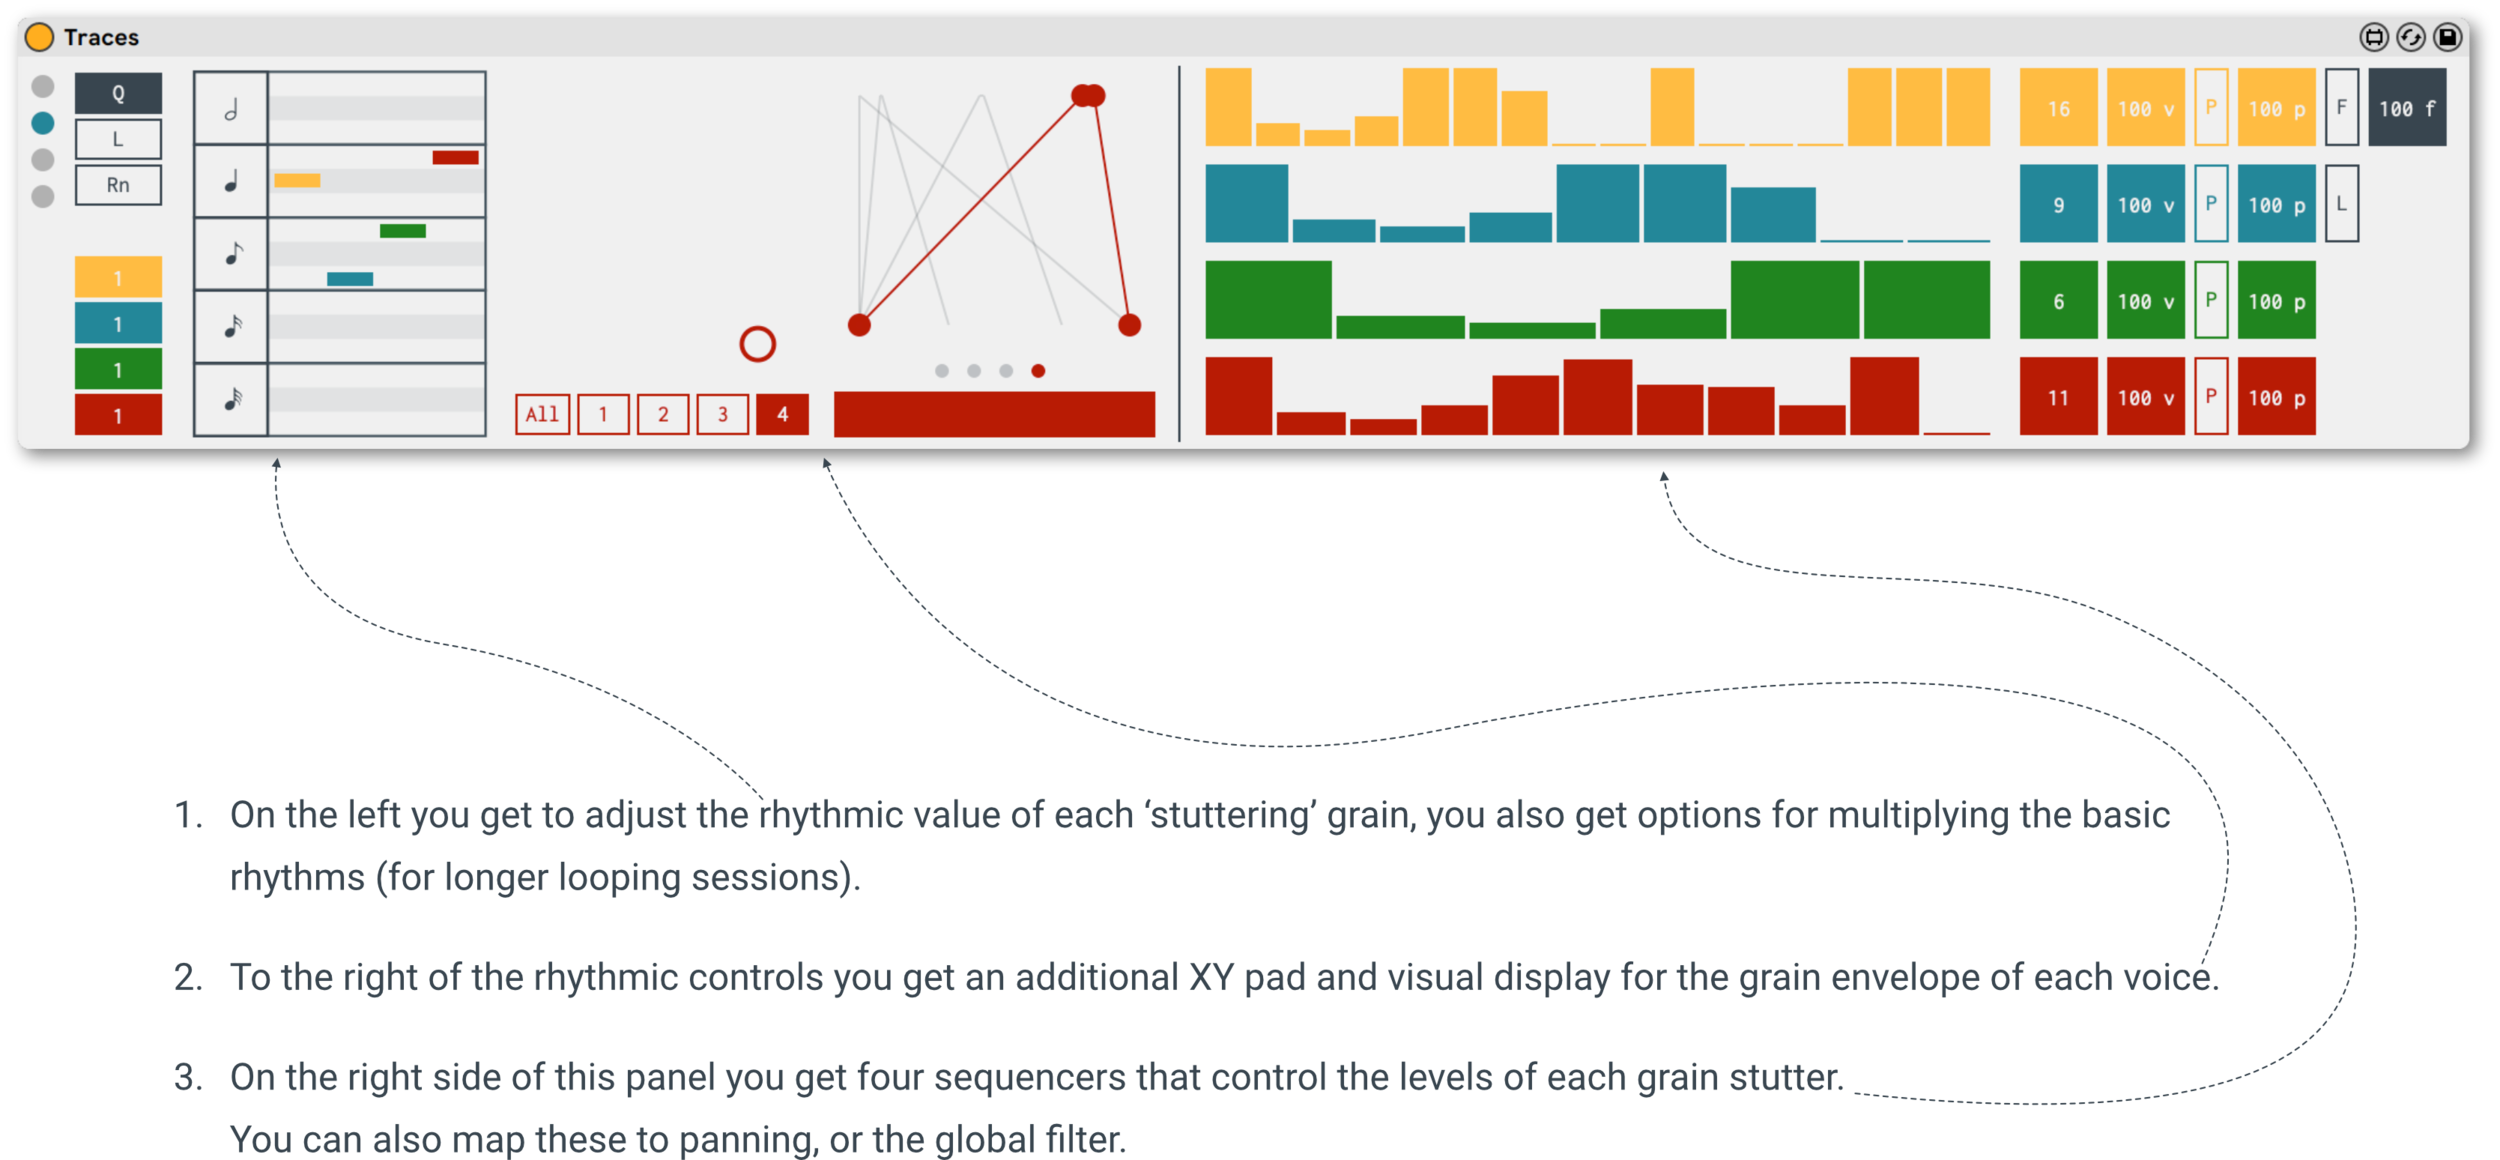 Traces
Q
L
Rn
1
1
1
1
All 1 2 3 4
16 100 v P 100 p F 100 f
9 100 v P 100 p L
6 100 v P 100 p
11 100 v P 100 p
1. On the left you get to adjust the rhythmic value of each ‘stuttering’ grain, you also get options for multiplying the basic
rhythms (for longer looping sessions).
2. To the right of the rhythmic controls you get an additional XY pad and visual display for the grain envelope of each voice.
3. On the right side of this panel you get four sequencers that control the levels of each grain stutter.
You can also map these to panning, or the global filter.